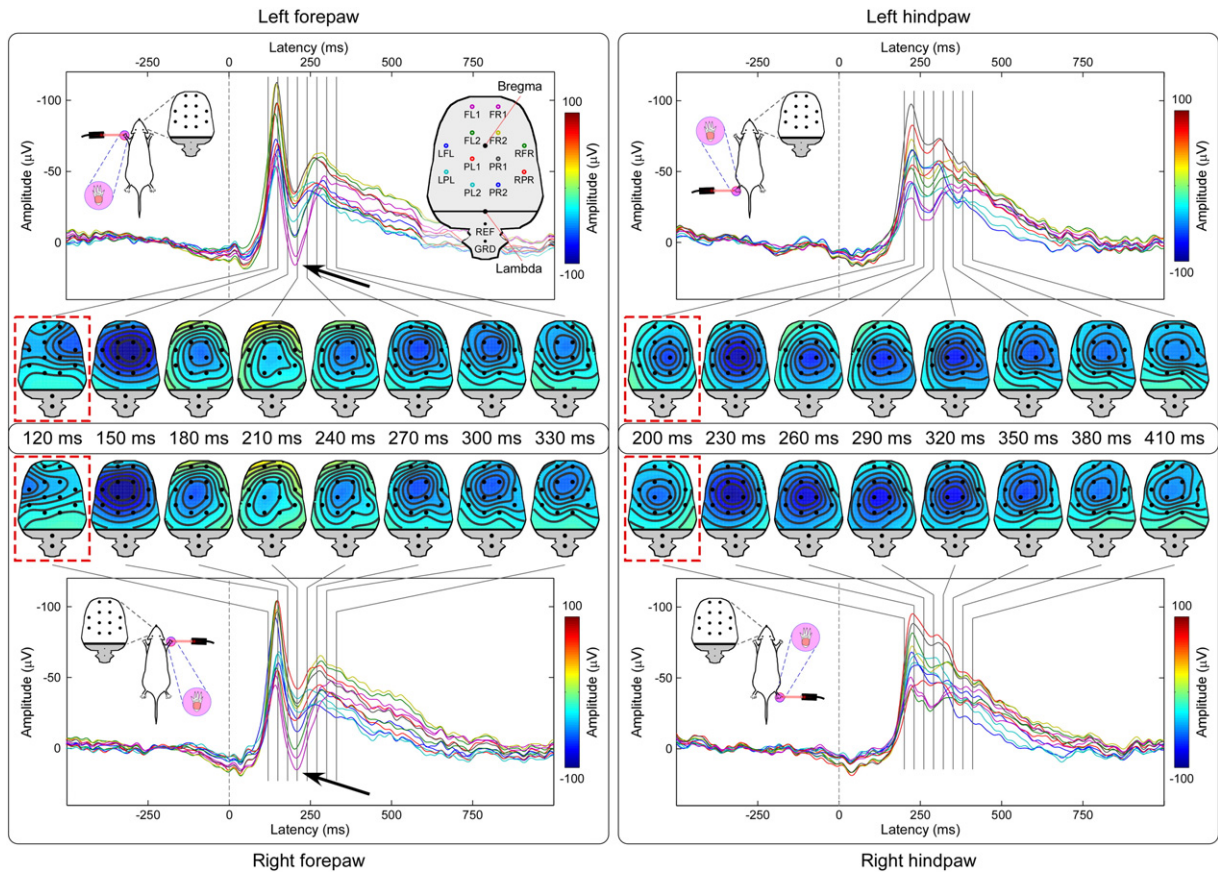 Left forepaw
Left hindpaw
Latency (ms)
-250 0 250 500 750
Amplitude (µV)
-100
-50
0
Bregma
FL1 FR1
FL2 FR2
LFL RFR
PL1 PR1
LPL RPR
PL2 PR2
REF
GRD
Lambda
100
Amplitude (µV)
-100
Latency (ms)
-250 0 250 500 750
Amplitude (µV)
-100
-50
0
100
Amplitude (µV)
-100
120 ms 150 ms 180 ms 210 ms 240 ms 270 ms 300 ms 330 ms
200 ms 230 ms 260 ms 290 ms 320 ms 350 ms 380 ms 410 ms
Amplitude (µV)
-100
-50
0
100
Amplitude (µV)
-100
-250 0 250 500 750
Latency (ms)
Amplitude (µV)
-100
-50
0
100
Amplitude (µV)
-100
-250 0 250 500 750
Latency (ms)
Right forepaw
Right hindpaw